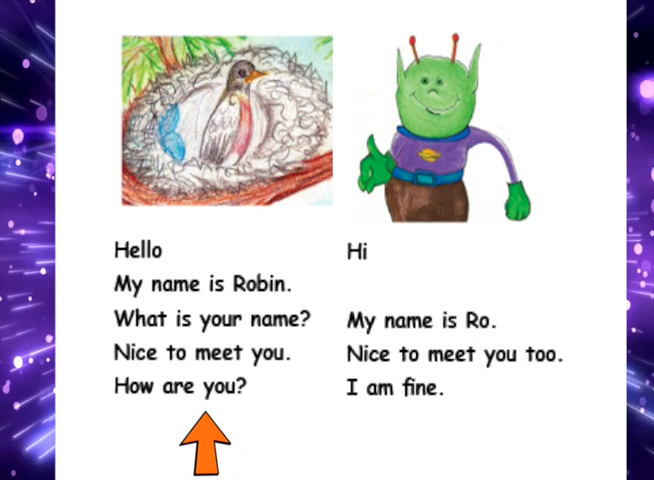 Hello
My name is Robin.
What is your name?
Nice to meet you.
How are you?
Hi
My name is Ro.
Nice to meet you too.
I am fine.